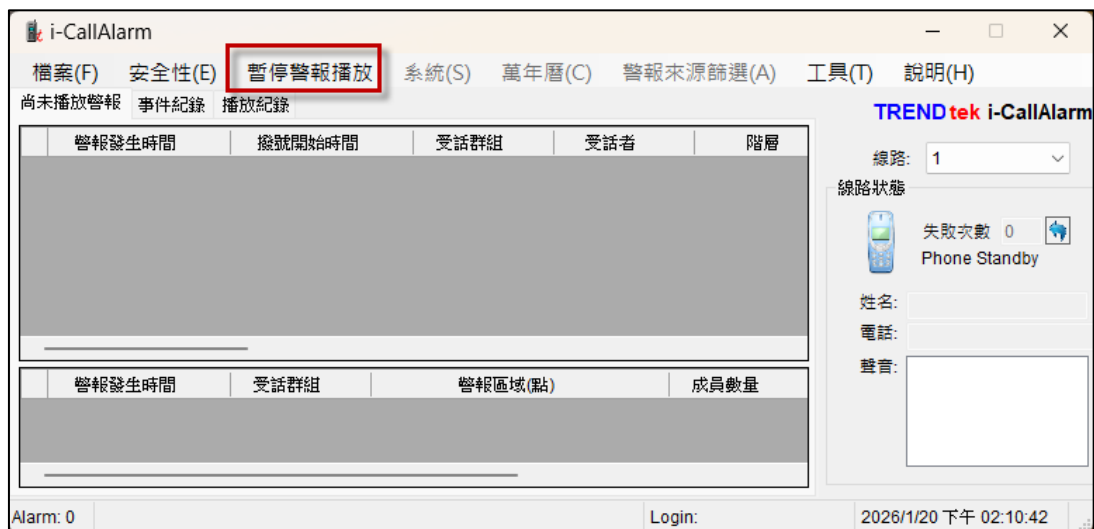 i-CallAlarm
檔案(F) 安全性(E) 暫停警報播放 系統(S) 萬年曆(C) 警報來源篩選(A) 工具(T) 說明(H)
尚未播放警報 事件紀錄 播放紀錄
TRENDtek i-CallAlarm
警報發生時間 撥號開始時間 受話群組 受話者 階層
線路: 1
線路狀態
失敗次數 0
Phone Standby
姓名:
電話:
聲音:
警報發生時間 受話群組 警報區域(點) 成員數量
Alarm: 0 Login: 2026/1/20 下午 02:10:42